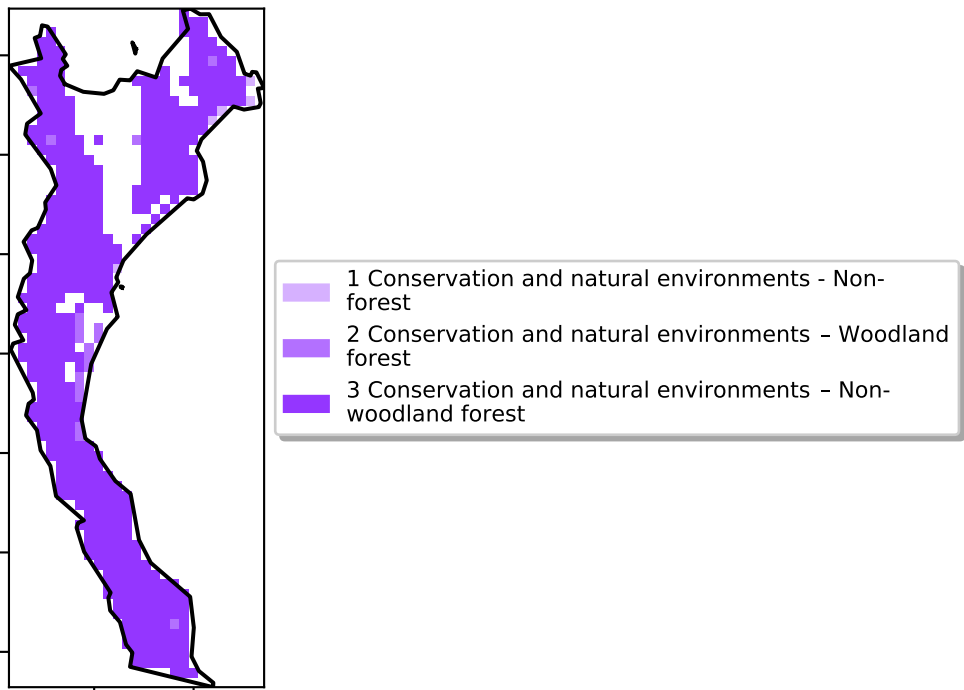 1 Conservation and natural environments - Non-
forest
2 Conservation and natural environments – Woodland
forest
3 Conservation and natural environments – Non-
woodland forest